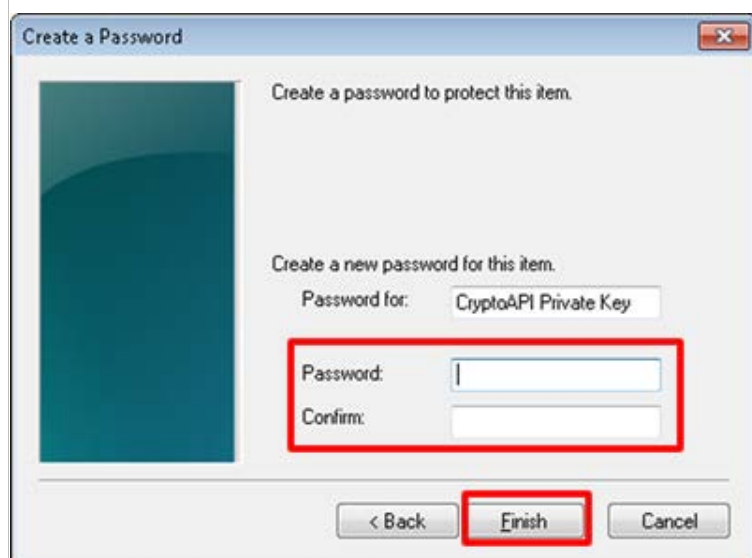 Create a Password
Create a password to protect this item.
Create a new password for this item.
Password for: CryptoAPI Private Key
Password:
Confirm:
< Back Finish Cancel